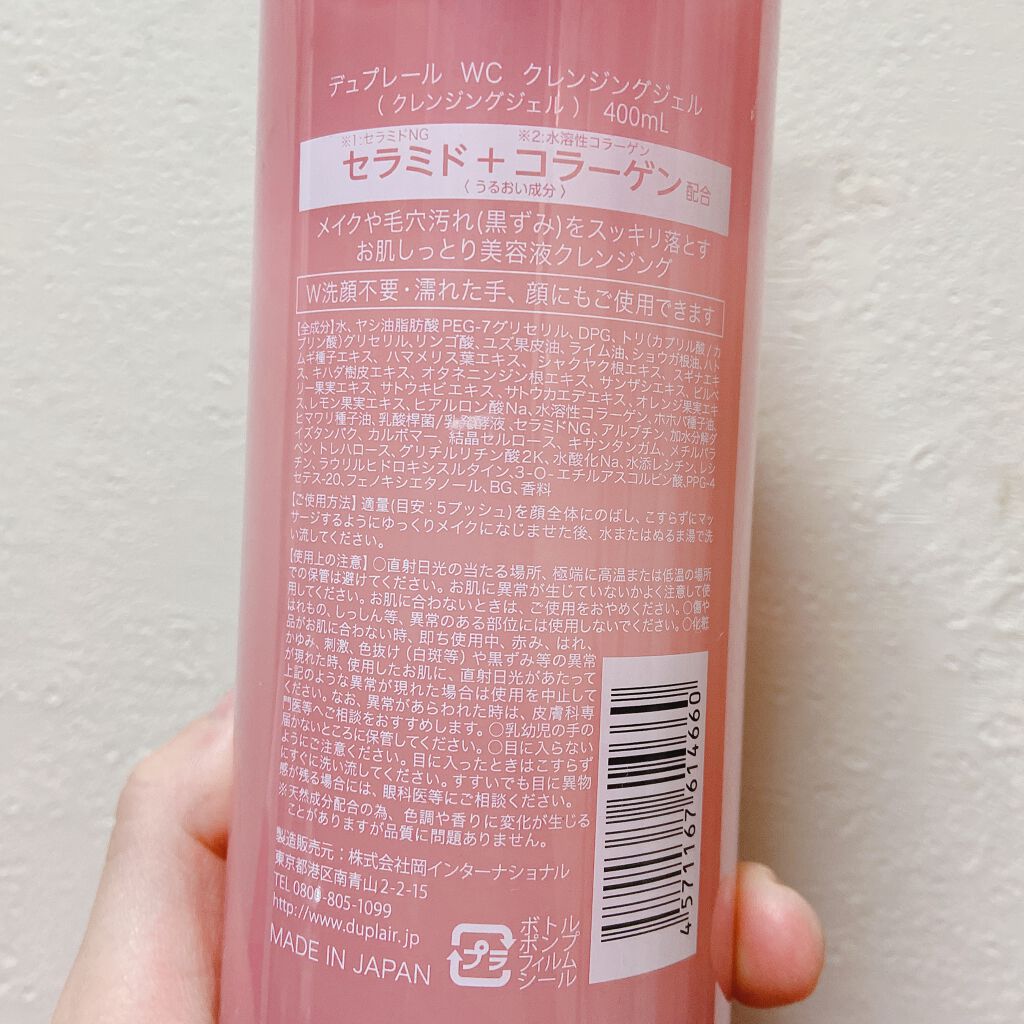 デュプレール WC クレンジングジェル
(クレンジングジェル) 400mL
※1:セラミドNG ※2:水溶性コラーゲン
セラミド+コラーゲン配合
〈うるおい成分〉
メイクや毛穴汚れ(黒ずみ)をスッキリ落とす
お肌しっとり美容液クレンジング
W洗顔不要・濡れた手、顔にもご使用できます
【全成分】水、ヤシ油脂肪酸PEG-7グリセリル、DPG、トリ(カプリル酸/カ
プリン酸)グリセリル、リンゴ酸、ユズ果皮油、ライム油、ショウガ根油、ハト
ムギ種子エキス、ハマメリス葉エキス、シャクヤク根エキス、スギナエキ
ス、キハダ樹皮エキス、オタネニンジン根エキス、サンザシエキス、ビルベ
リー果実エキス、サトウキビエキス、サトウカエデエキス、オレンジ果実エキ
ス、レモン果実エキス、ヒアルロン酸Na、水溶性コラーゲン、ホホバ種子油、
ヒマワリ種子油、乳酸桿菌/乳発酵液、セラミドNG、アルブチン、加水分解ダ
イズタンパク、カルボマー、結晶セルロース、キサンタンガム、メチルパラ
ベン、トレハロース、グリチルリチン酸2K、水酸化Na、水添レシチン、レシ
チン、ラウリルヒドロキシスルタイン、3-O-エチルアスコルビン酸、PPG-4
セテス-20、フェノキシエタノール、BG、香料
【ご使用方法】適量(目安:5プッシュ)を顔全体にのばし、こすらずにマッ
サージするようにゆっくりメイクになじませた後、水またはぬるま湯で洗
い流してください。
【使用上の注意】○直射日光の当たる場所、極端に高温または低温の場所
での保管は避けてください。お肌に異常が生じていないかよく注意して使
用してください。お肌に合わないときは、ご使用をおやめください。○傷や
はれもの、しっしん等、異常のある部位には使用しないでください。○化粧
品がお肌に合わない時、即ち使用中、赤み、はれ、
かゆみ、刺激、色抜け(白斑等)や黒ずみ等の異常
が現れた時、使用したお肌に、直射日光があたって
上記のような異常が現れた場合は使用を中止して
ください。なお、異常があらわれた時は、皮膚科専
門医等へご相談をおすすめします。○乳幼児の手の
届かないところに保管してください。○目に入らない
ようにご注意ください。目に入ったときはこすらず
にすぐに洗い流してください。すすいでも目に異物
感が残る場合には、眼科医等にご相談ください。
※天然成分配合の為、色調や香りに変化が生じる
ことがありますが品質に問題ありません。
製造販売元:株式会社岡インターナショナル
東京都港区南青山2-2-15
TEL 0800-805-1099
http://www.duplair.jp
MADE IN JAPAN
プラ
ボトル
ポンプ
フィルム
シール
4571167614660